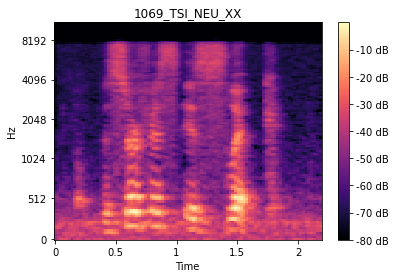 1069_TSI_NEU_XX
8192
4096
2048
1024
512
0
Hz
0
0.5
1
1.5
2
Time
-10 dB
-20 dB
-30 dB
-40 dB
-50 dB
-60 dB
-70 dB
-80 dB